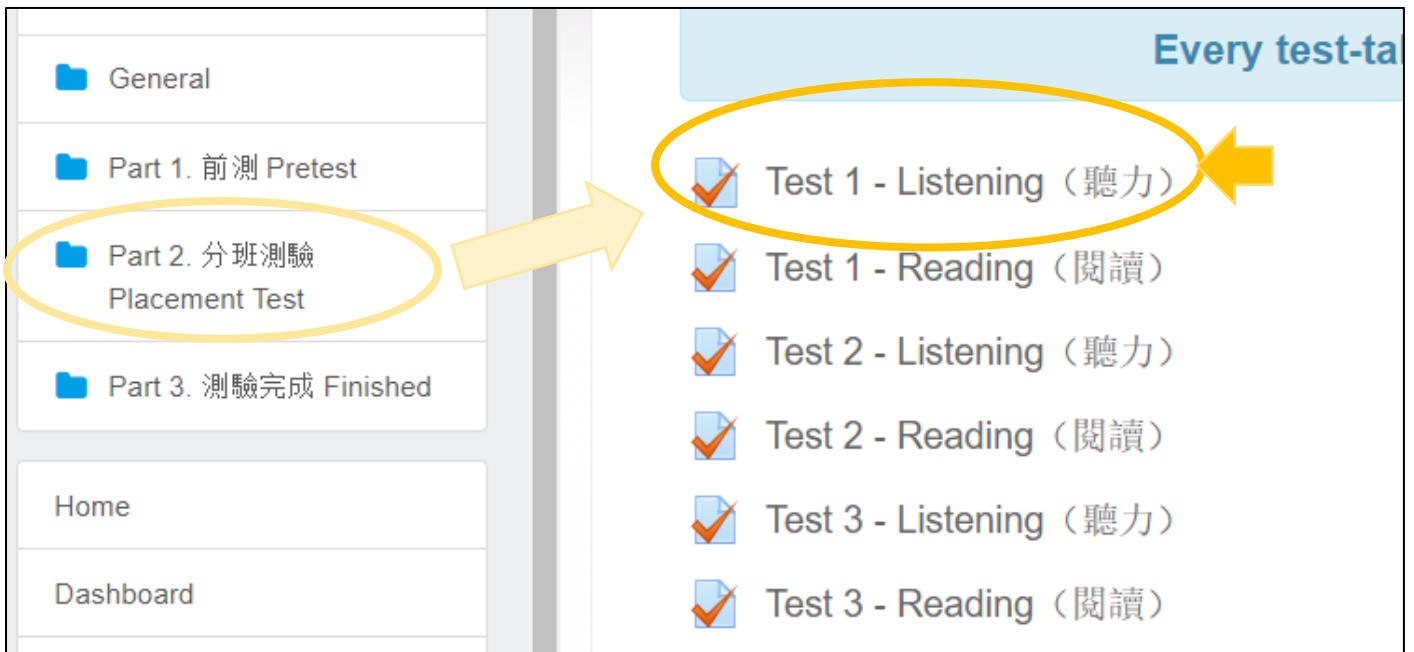 General
Part 1. 前測 Pretest
Part 2. 分班測驗
Placement Test
Part 3. 測驗完成 Finished
Home
Dashboard
Every test-ta
Test 1 - Listening（聽力）
Test 1 - Reading（閱讀）
Test 2 - Listening（聽力）
Test 2 - Reading（閱讀）
Test 3 - Listening（聽力）
Test 3 - Reading（閱讀）